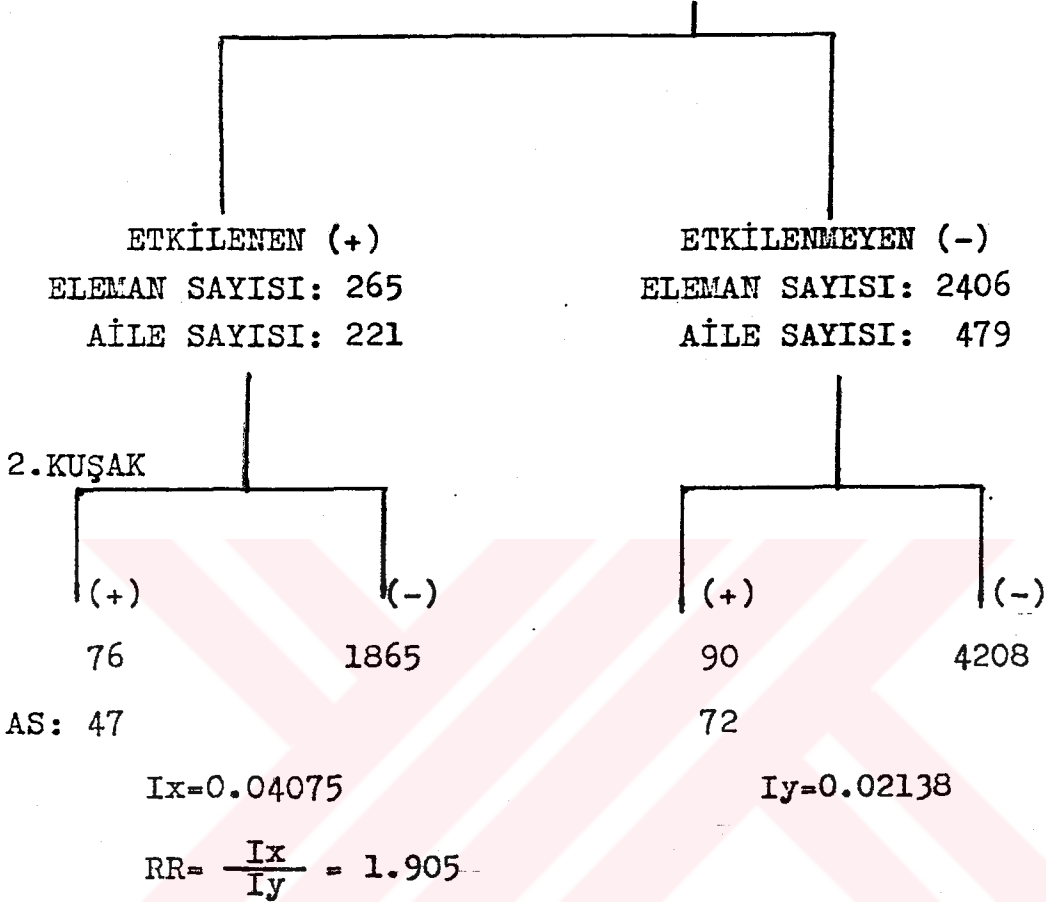 ETKİLENEN (+) ETKİLENMEYEN (-)
ELEMAN SAYISI: 265 ELEMAN SAYISI: 2406
AİLE SAYISI: 221 AİLE SAYISI: 479
2.KUŞAK
(+) (-) (+) (-)
76 1865 90 4208
AS: 47 72
Ix=0.04075 Iy=0.02138
RR= Ix/Iy = 1.905